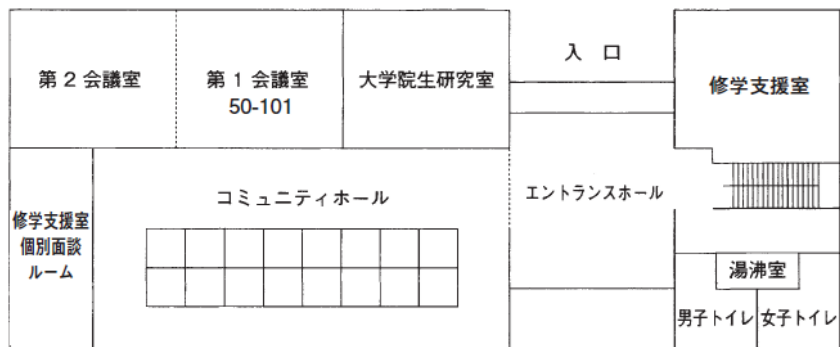 第2会議室
第1会議室
50-101
大学院生研究室
入 口
修学支援室
修学支援室
個別面談
ルーム
コミュニティホール
エントランスホール
湯沸室
男子トイレ
女子トイレ